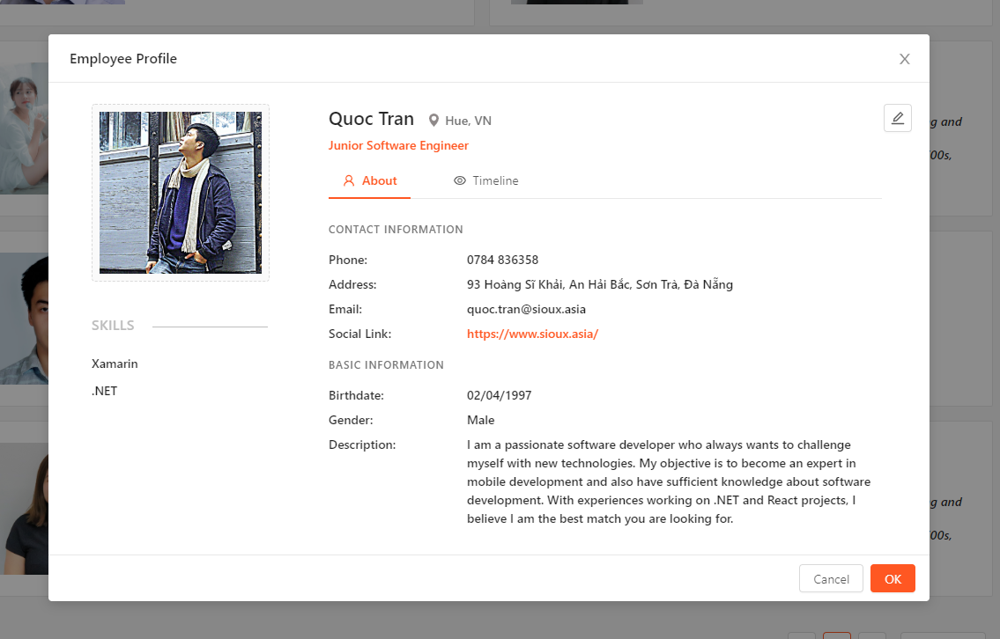 Employee Profile
Quoc Tran
Hue, VN
Junior Software Engineer
About
Timeline
CONTACT INFORMATION
Phone: 0784 836358
Address: 93 Hoàng Sĩ Khải, An Hải Bắc, Sơn Trà, Đà Nẵng
Email: quoc.tran@sioux.asia
Social Link: https://www.sioux.asia/
BASIC INFORMATION
Birthdate: 02/04/1997
Gender: Male
Description: I am a passionate software developer who always wants to challenge
myself with new technologies. My objective is to become an expert in
mobile development and also have sufficient knowledge about software
development. With experiences working on .NET and React projects, I
believe I am the best match you are looking for.
SKILLS
Xamarin
.NET
Cancel
OK
and
and